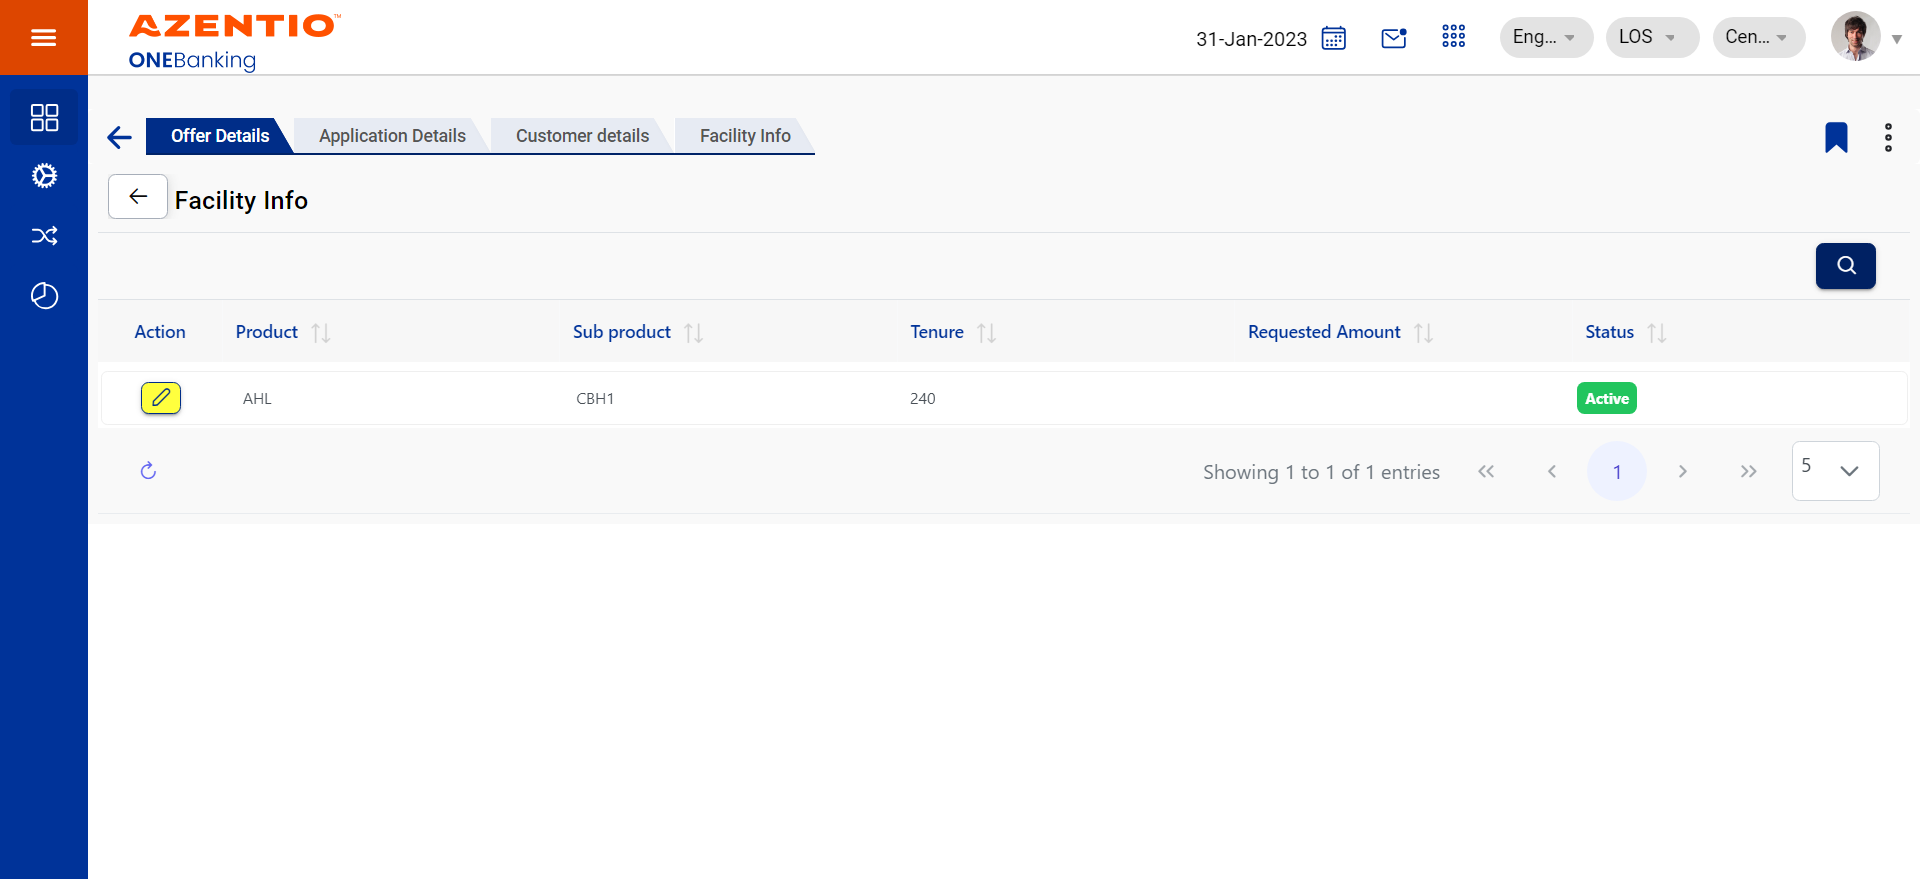 AZENTIO™
ONEBanking
31-Jan-2023
Eng...
LOS
Cen...
Offer Details
Application Details
Customer details
Facility Info
Facility Info
Action
Product
Sub product
Tenure
Requested Amount
Status
AHL
CBH1
240
Active
Showing 1 to 1 of 1 entries
1
5